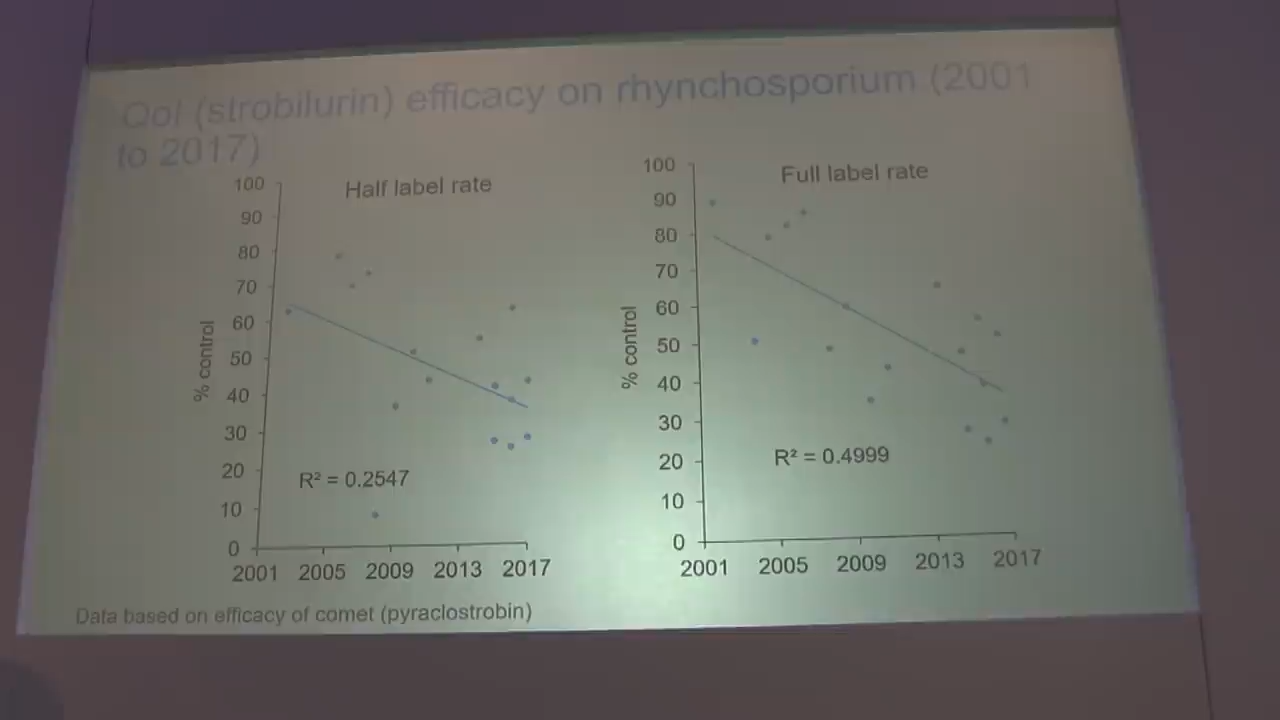 QoI (strobilurin) efficacy on rhynchosporium (2001
to 2017)
Half label rate
100
90
80
70
60
50
40
30
20
10
0
% control
R² = 0.2547
2001 2005 2009 2013 2017
Full label rate
100
90
80
70
60
50
40
30
20
10
0
% control
R² = 0.4999
2001 2005 2009 2013 2017
Data based on efficacy of comet (pyraclostrobin)